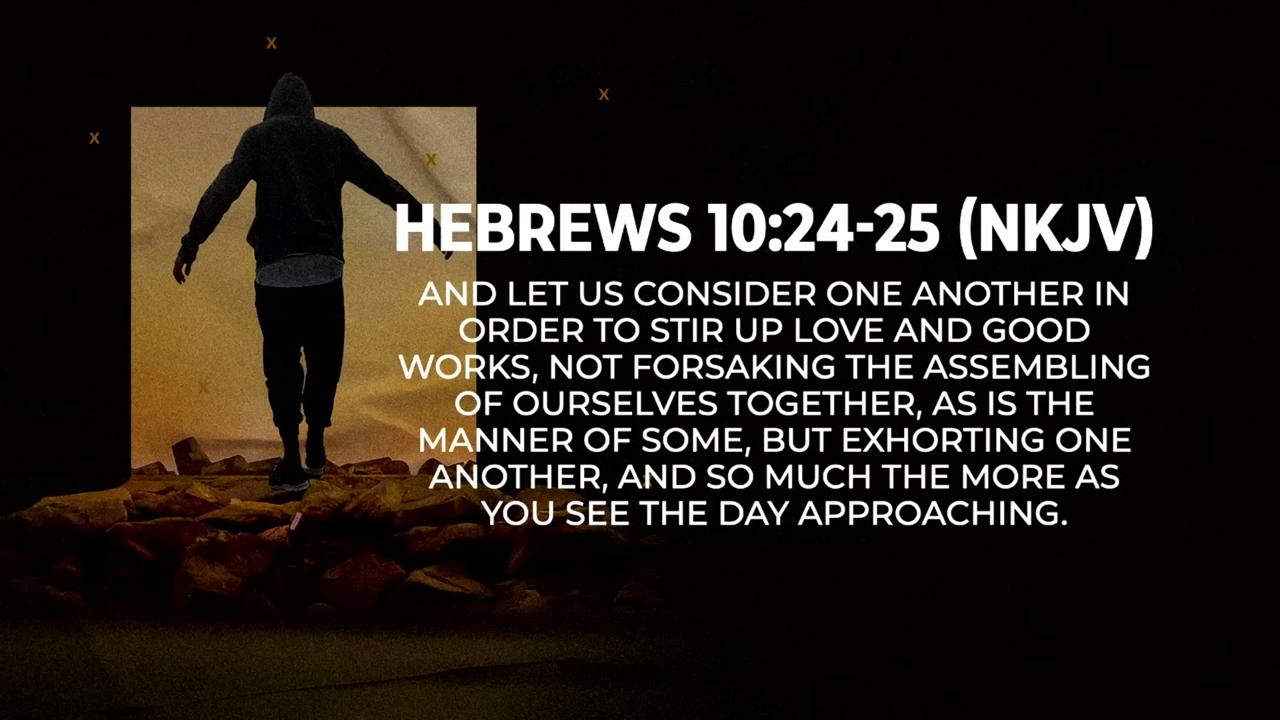 HEBREWS 10:24-25 (NKJV)
AND LET US CONSIDER ONE ANOTHER IN
ORDER TO STIR UP LOVE AND GOOD
WORKS, NOT FORSAKING THE ASSEMBLING
OF OURSELVES TOGETHER, AS IS THE
MANNER OF SOME, BUT EXHORTING ONE
ANOTHER, AND SO MUCH THE MORE AS
YOU SEE THE DAY APPROACHING.